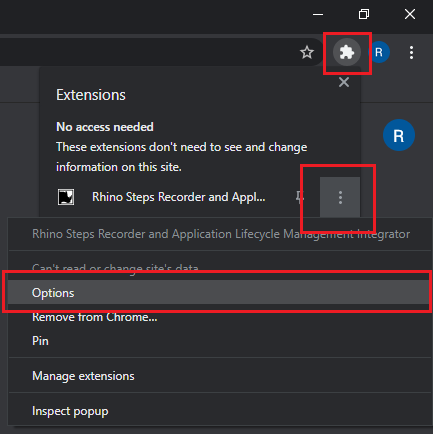 R
Extensions
No access needed
These extensions don't need to see and change
information on this site.
R
Rhino Steps Recorder and Appl...
Rhino Steps Recorder and Application Lifecycle Management Integrator
Can't read or change site's data
Options
Remove from Chrome...
Pin
Manage extensions
Inspect popup